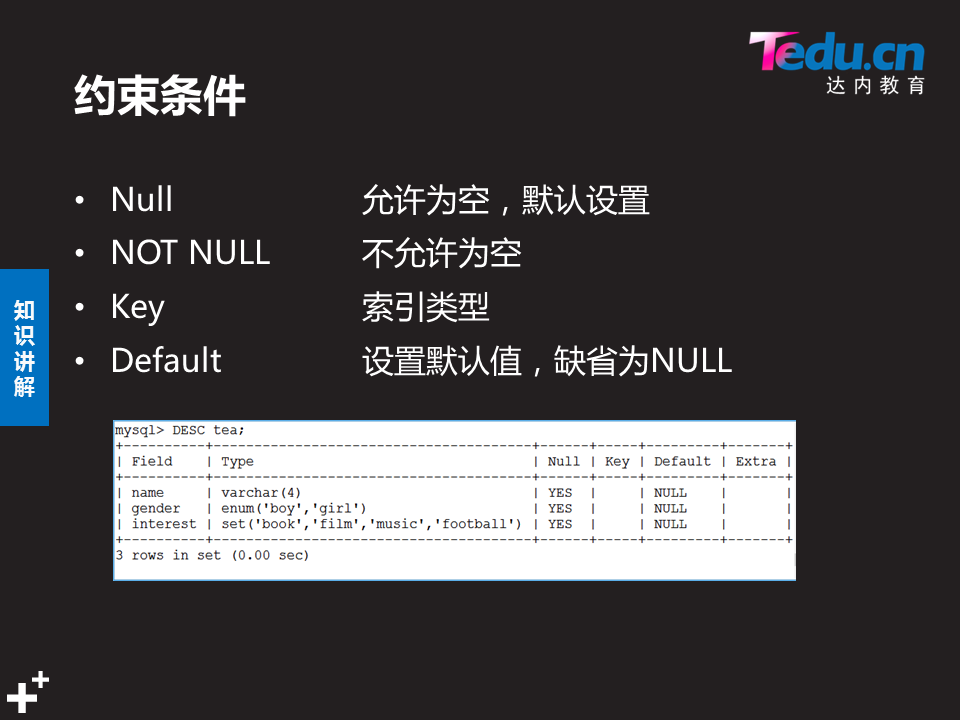 Tedu.cn
达内教育
约束条件
• Null 允许为空，默认设置
• NOT NULL 不允许为空
• Key 索引类型
• Default 设置默认值，缺省为NULL
知识讲解
mysql> DESC tea;
+----------+-----------------------------------------+------+-----+---------+-------+
| Field    | Type                                    | Null | Key | Default | Extra |
+----------+-----------------------------------------+------+-----+---------+-------+
| name     | varchar(4)                              | YES  |     | NULL    |       |
| gender   | enum('boy','girl')                      | YES  |     | NULL    |       |
| interest | set('book','film','music','football')   | YES  |     | NULL    |       |
+----------+-----------------------------------------+------+-----+---------+-------+
3 rows in set (0.00 sec)